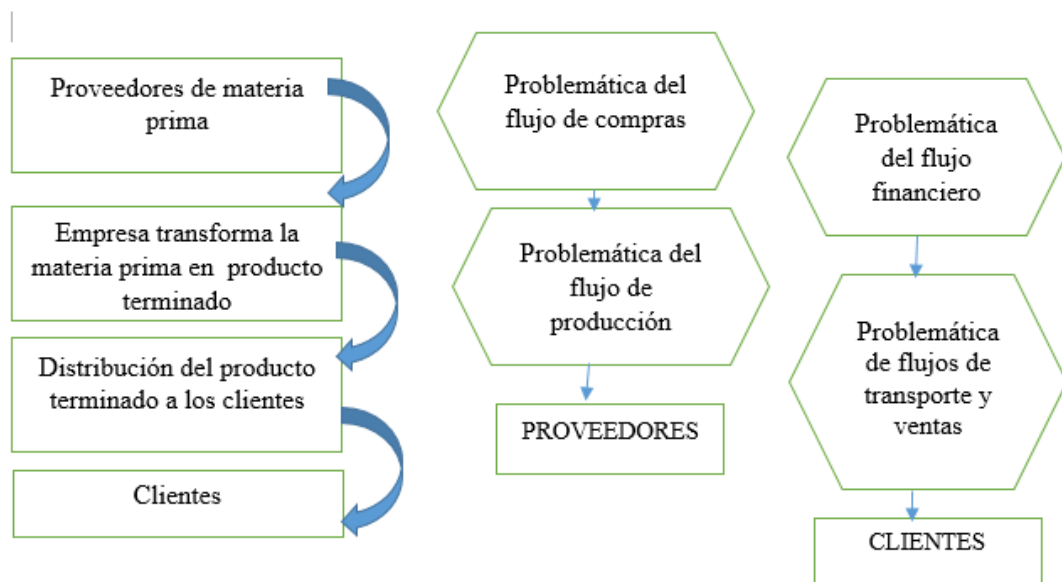 Proveedores de materia
prima
Empresa transforma la
materia prima en producto
terminado
Distribución del producto
terminado a los clientes
Clientes
Problemática del
flujo de compras
Problemática del
flujo de
producción
PROVEEDORES
Problemática
del flujo
financiero
Problemática
de flujos de
transporte y
ventas
CLIENTES